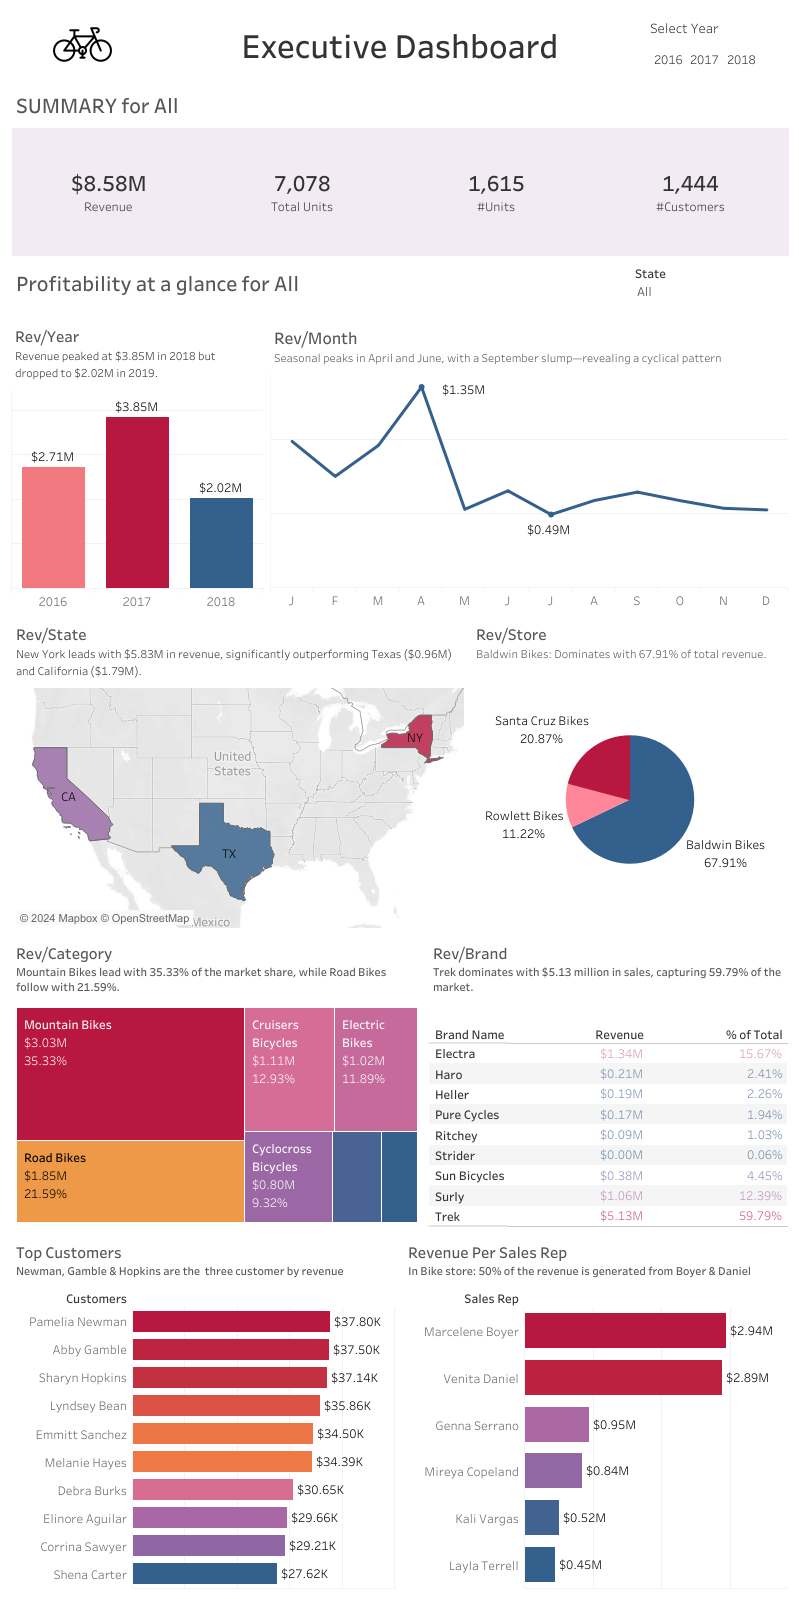 Executive Dashboard
Select Year
2016 2017 2018
SUMMARY for All
$8.58M
Revenue
7,078
Total Units
1,615
#Units
1,444
#Customers
Profitability at a glance for All
State
All
Rev/Year
Revenue peaked at $3.85M in 2018 but
dropped to $2.02M in 2019.
$2.71M
$3.85M
$2.02M
2016
2017
2018
Rev/Month
Seasonal peaks in April and June, with a September slump—revealing a cyclical pattern
$1.35M
$0.49M
J F M A M J J A S O N D
Rev/State
New York leads with $5.83M in revenue, significantly outperforming Texas ($0.96M)
and California ($1.79M).
United
States
NY
CA
TX
Mexico
© 2024 Mapbox © OpenStreetMap
Rev/Store
Baldwin Bikes: Dominates with 67.91% of total revenue.
Santa Cruz Bikes
20.87%
Rowlett Bikes
11.22%
Baldwin Bikes
67.91%
Rev/Category
Mountain Bikes lead with 35.33% of the market share, while Road Bikes
follow with 21.59%.
Mountain Bikes
$3.03M
35.33%
Road Bikes
$1.85M
21.59%
Cruisers
Bicycles
$1.11M
12.93%
Electric
Bikes
$1.02M
11.89%
Cyclocross
Bicycles
$0.80M
9.32%
Rev/Brand
Trek dominates with $5.13 million in sales, capturing 59.79% of the
market.
Brand Name Revenue % of Total
Electra $1.34M 15.67%
Haro $0.21M 2.41%
Heller $0.19M 2.26%
Pure Cycles $0.17M 1.94%
Ritchey $0.09M 1.03%
Strider $0.00M 0.06%
Sun Bicycles $0.38M 4.45%
Surly $1.06M 12.39%
Trek $5.13M 59.79%
Top Customers
Newman, Gamble & Hopkins are the three customer by revenue
Customers
Pamelia Newman $37.80K
Abby Gamble $37.50K
Sharyn Hopkins $37.14K
Lyndsey Bean $35.86K
Emmitt Sanchez $34.50K
Melanie Hayes $34.39K
Debra Burks $30.65K
Elinore Aguilar $29.66K
Corrina Sawyer $29.21K
Shena Carter $27.62K
Revenue Per Sales Rep
In Bike store: 50% of the revenue is generated from Boyer & Daniel
Sales Rep
Marcelene Boyer $2.94M
Venita Daniel $2.89M
Genna Serrano $0.95M
Mireya Copeland $0.84M
Kali Vargas $0.52M
Layla Terrell $0.45M